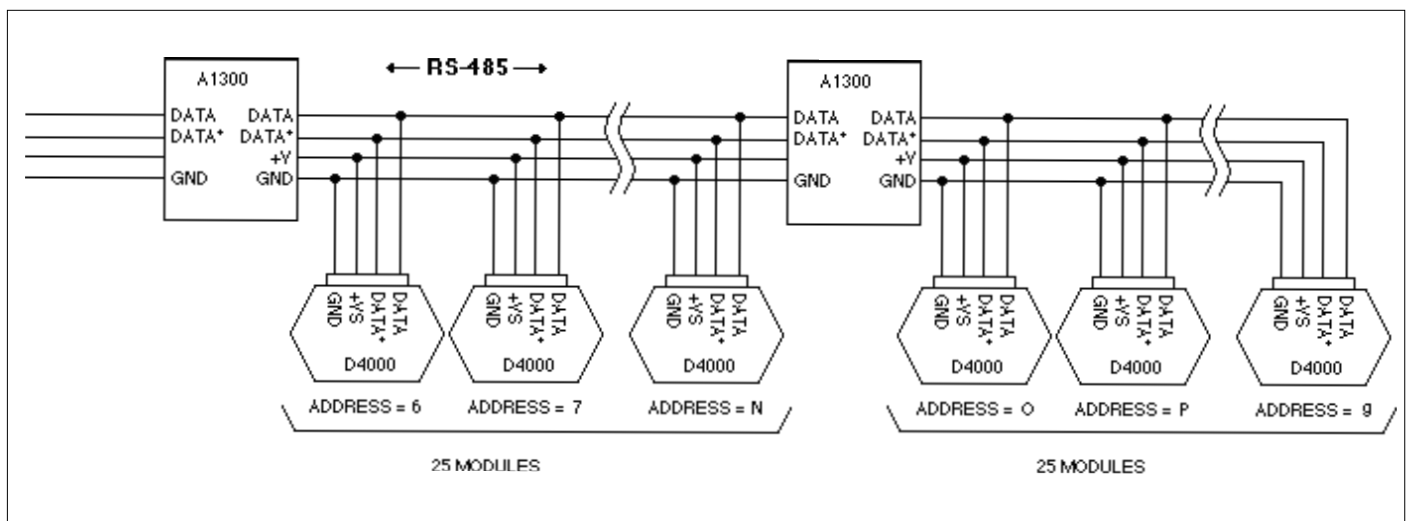 RS-485
A1300
DATA DATA
DATA* DATA*
+Y
GND GND
A1300
DATA DATA
DATA* DATA*
+Y
GND GND
GND +VS DATA* DATA
D4000
GND +VS DATA* DATA
D4000
GND +VS DATA* DATA
D4000
GND +VS DATA* DATA
D4000
GND +VS DATA* DATA
D4000
GND +VS DATA* DATA
D4000
ADDRESS = 6
ADDRESS = 7
ADDRESS = N
ADDRESS = O
ADDRESS = P
ADDRESS = g
25 MODULES
25 MODULES